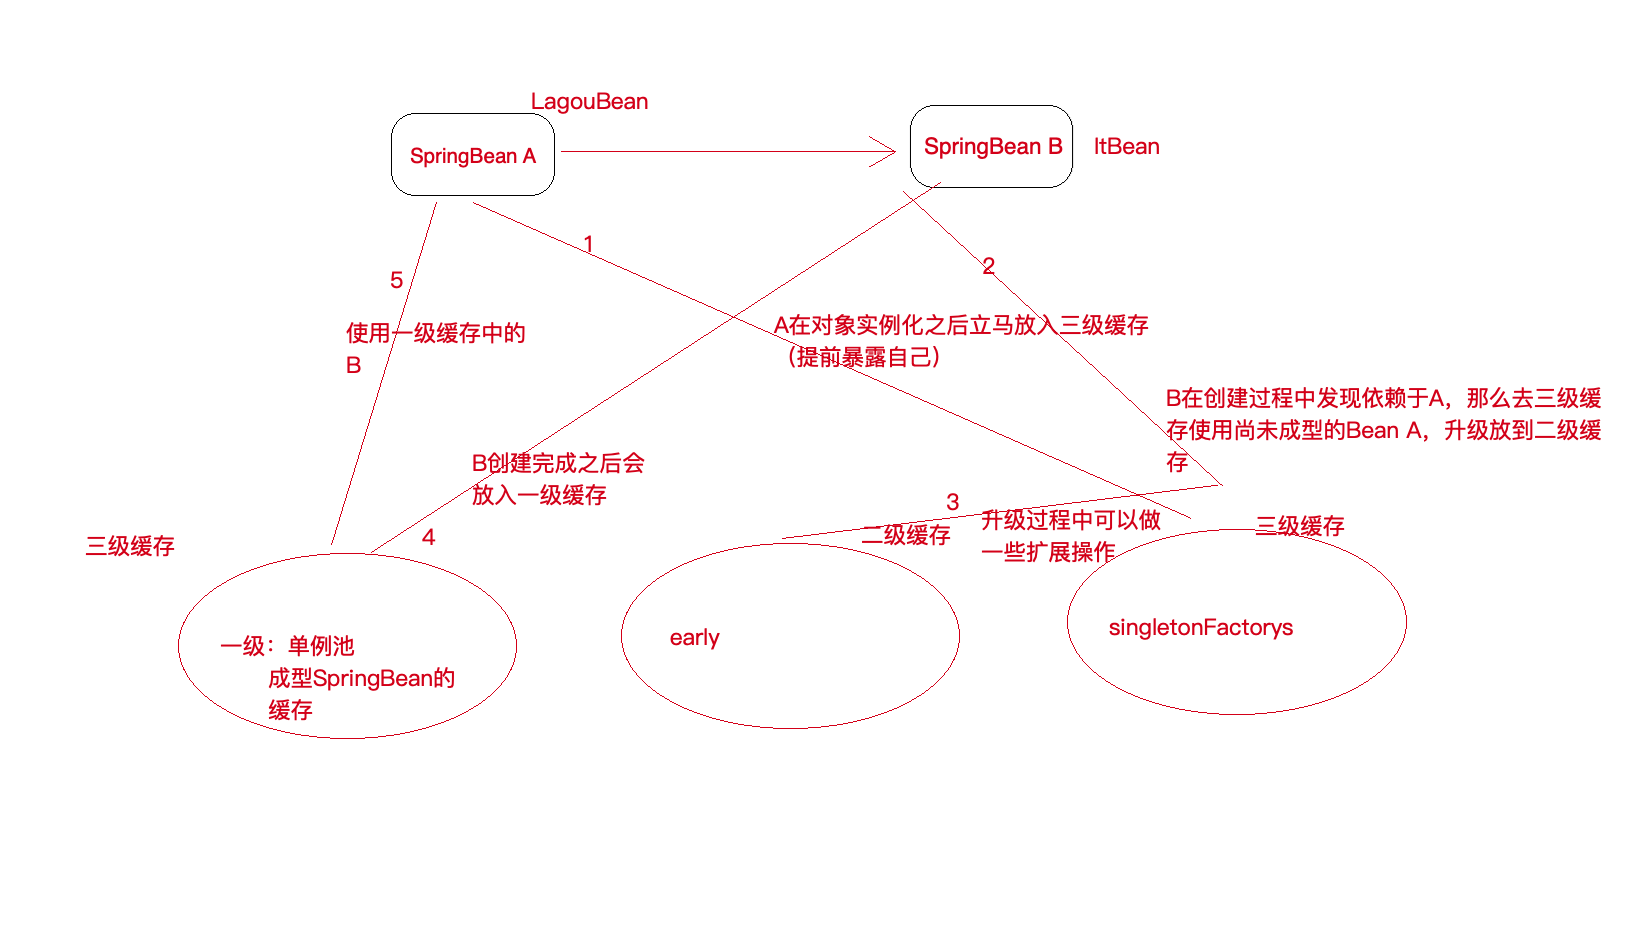 LagouBean
SpringBean A
SpringBean B
ItBean
1
2
5
使用一级缓存中的
B
A在对象实例化之后立马放入三级缓存
（提前暴露自己）
B在创建过程中发现依赖于A，那么去三级缓
存使用尚未成型的Bean A，升级放到二级缓
存
B创建完成之后会
放入一级缓存
4
3
升级过程中可以做
一些扩展操作
三级缓存
二级缓存
三级缓存
一级：单例池
成型SpringBean的
缓存
early
singletonFactorys